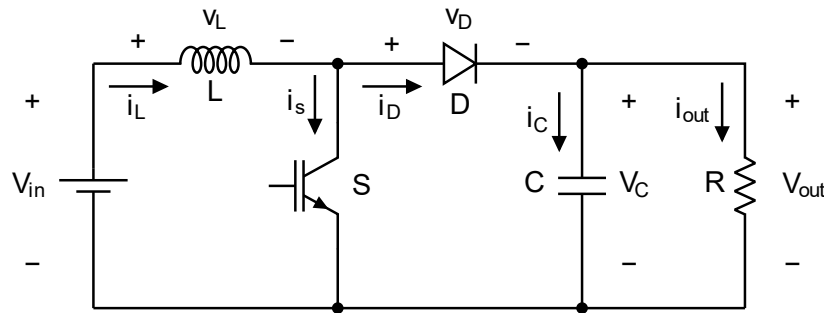 v_L
v_D
+ − + −
L
D
i_L
i_s
i_D
i_C
i_out
+ + +
V_in
S
C
V_C
R
V_out
− − −